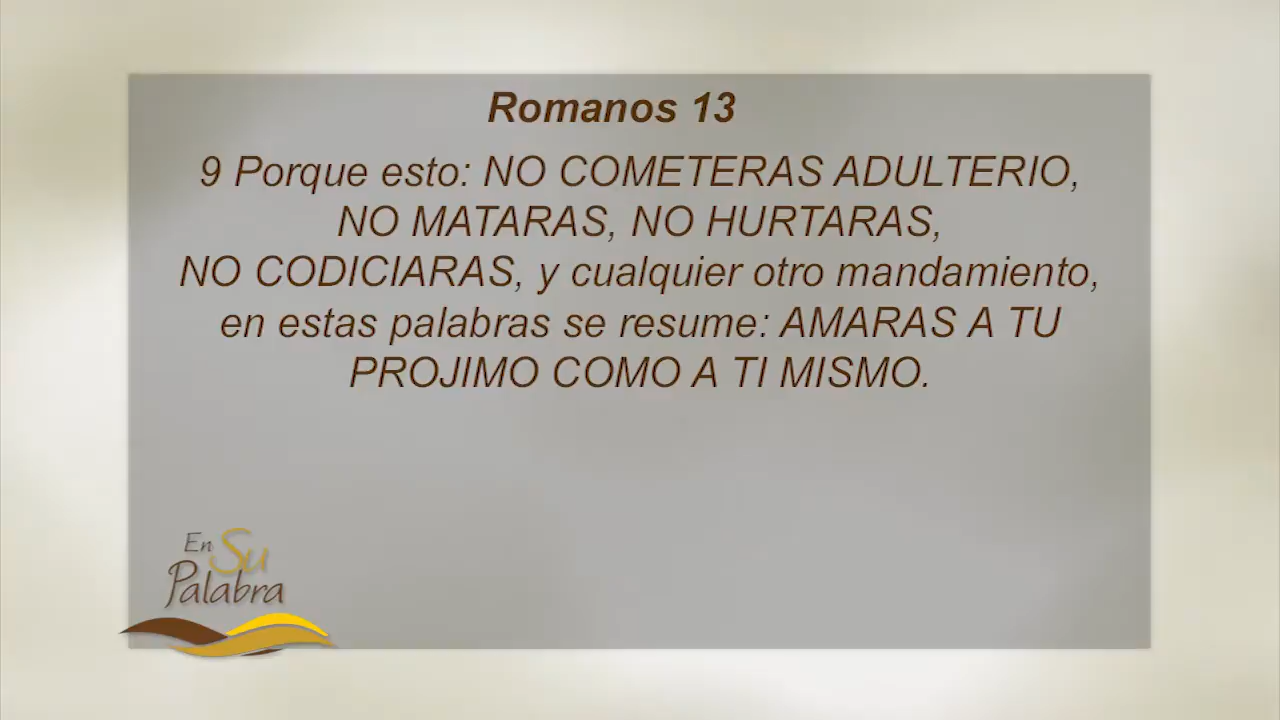 Romanos 13
9 Porque esto: NO COMETERAS ADULTERIO,
NO MATARAS, NO HURTARAS,
NO CODICIARAS, y cualquier otro mandamiento,
en estas palabras se resume: AMARAS A TU
PROJIMO COMO A TI MISMO.
En Su
Palabra